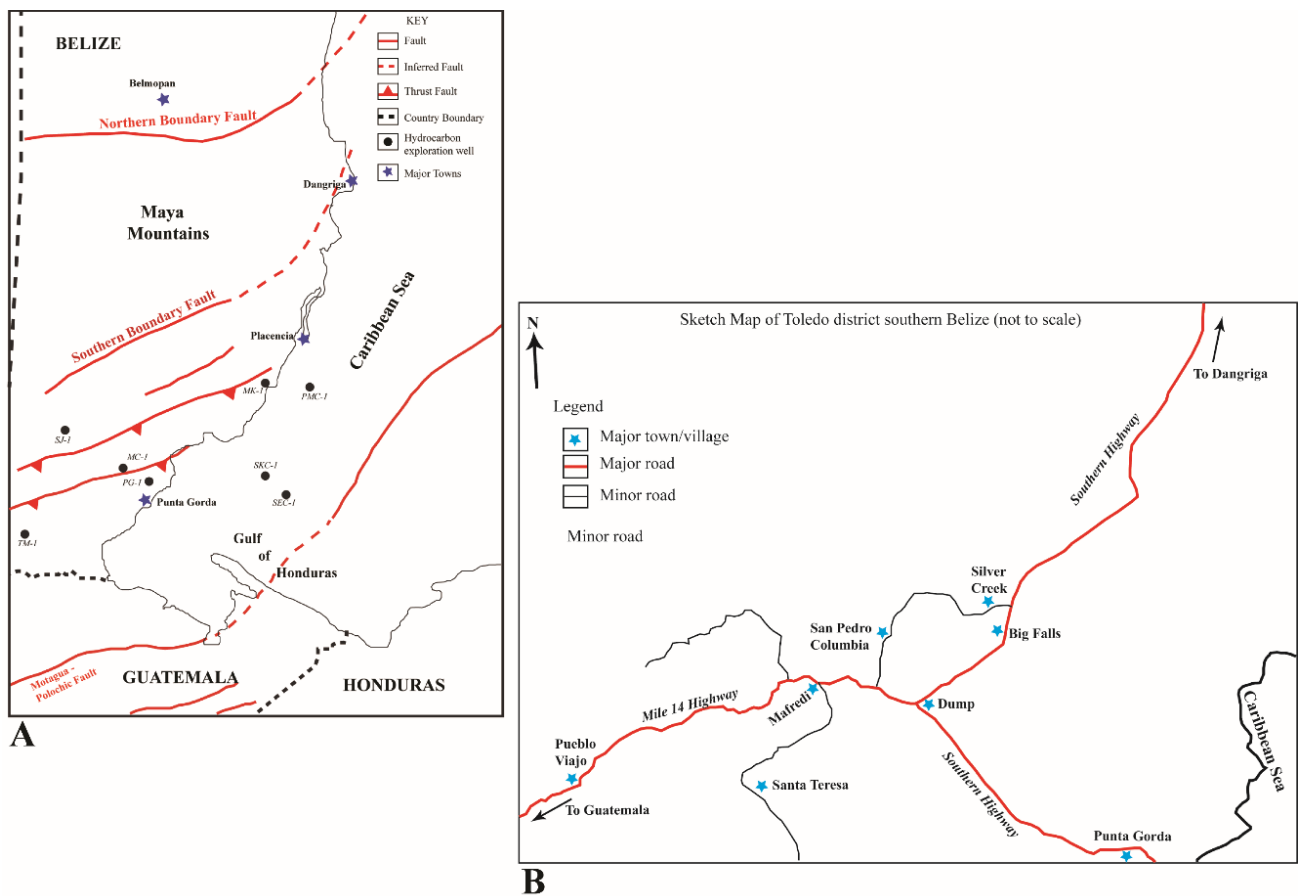 BELIZE
KEY
Fault
Inferred Fault
Thrust Fault
Country Boundary
Hydrocarbon
exploration well
Major Towns
Belmopan
Northern Boundary Fault
Dangriga
Maya
Mountains
Southern Boundary Fault
Placencia
Caribbean Sea
MK-1
PMC-1
SJ-1
MC-1
PG-1
SKC-1
SEC-1
Punta Gorda
TM-1
Gulf
of
Honduras
Motagua -
Polochic Fault
GUATEMALA
HONDURAS
A
Sketch Map of Toledo district southern Belize (not to scale)
N
To Dangriga
Legend
Major town/village
Major road
Minor road
Minor road
Southern Highway
Silver
Creek
San Pedro
Columbia
Big Falls
Mile 14 Highway
Mafredi
Dump
Pueblo
Viajo
Santa Teresa
To Guatemala
Southern Highway
Caribbean Sea
Punta Gorda
B